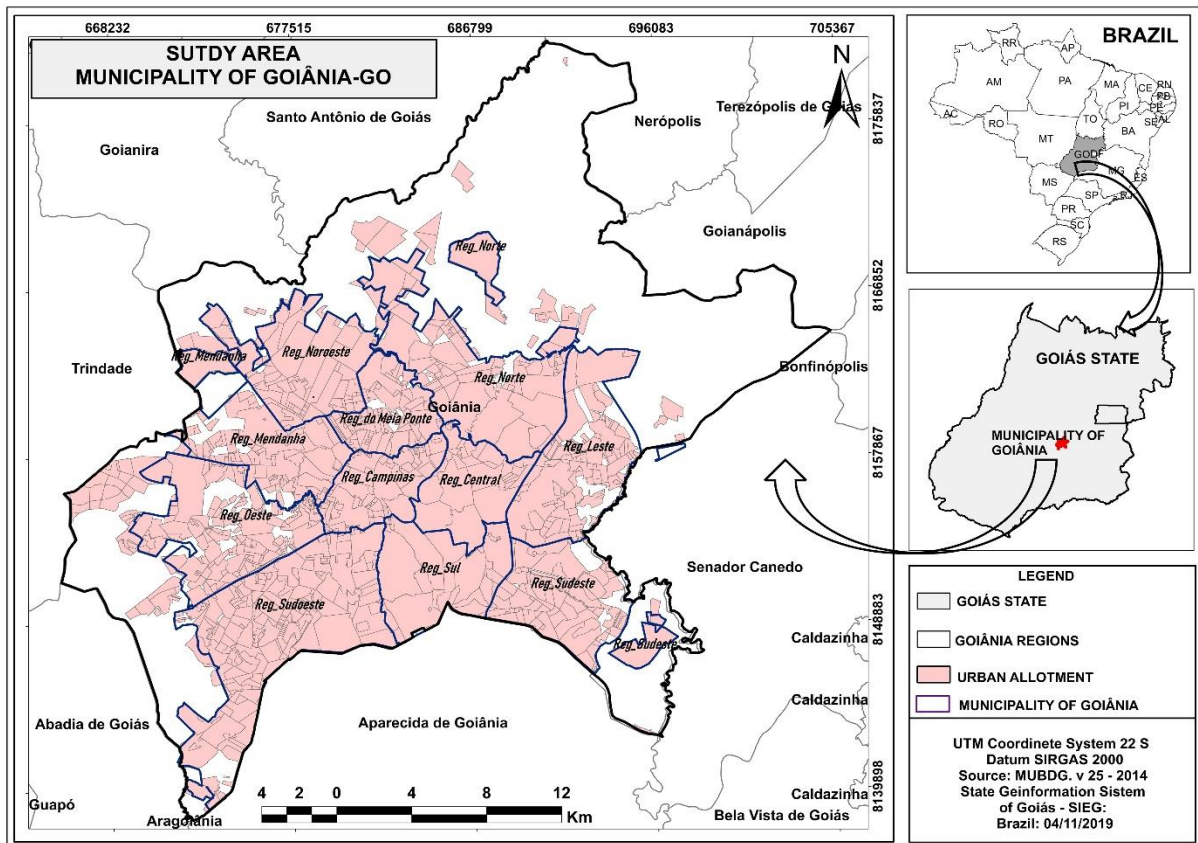 668232
677515
686799
696083
705367
SUTDY AREA
MUNICIPALITY OF GOIÂNIA-GO
N
8175837
8166852
8157867
8148883
8139898
Santo Antônio de Goiás
Goianira
Nerópolis
Terezópolis de Goiás
Goianápolis
Trindade
Bonfinópolis
Goiânia
Reg_Norte
Reg_Mendanha
Reg_Noroeste
Reg_Norte
Reg_do Meia Ponte
Reg_Mendanha
Reg_Leste
Reg_Campinas
Reg_Central
Reg_Oeste
Reg_Sul
Reg_Sudeste
Reg_Sudoeste
Reg_Sudeste
Senador Canedo
Caldazinha
Caldazinha
Caldazinha
Abadia de Goiás
Aparecida de Goiânia
Guapó
Aragoiânia
Bela Vista de Goiás
4 2 0 4 8 12
Km
BRAZIL
RR
AP
AM
PA
MA
CE
RN
PB
PE
AL
SE
PI
AC
RO
TO
BA
MT
GO
DF
MG
ES
MS
SP
RJ
PR
SC
RS
GOIÁS STATE
MUNICIPALITY OF
GOIÂNIA
LEGEND
GOIÁS STATE
GOIÂNIA REGIONS
URBAN ALLOTMENT
MUNICIPALITY OF GOIÂNIA
UTM Coordinete System 22 S
Datum SIRGAS 2000
Source: MUBDG. v 25 - 2014
State Geinformation Sistem
of Goiás - SIEG:
Brazil: 04/11/2019